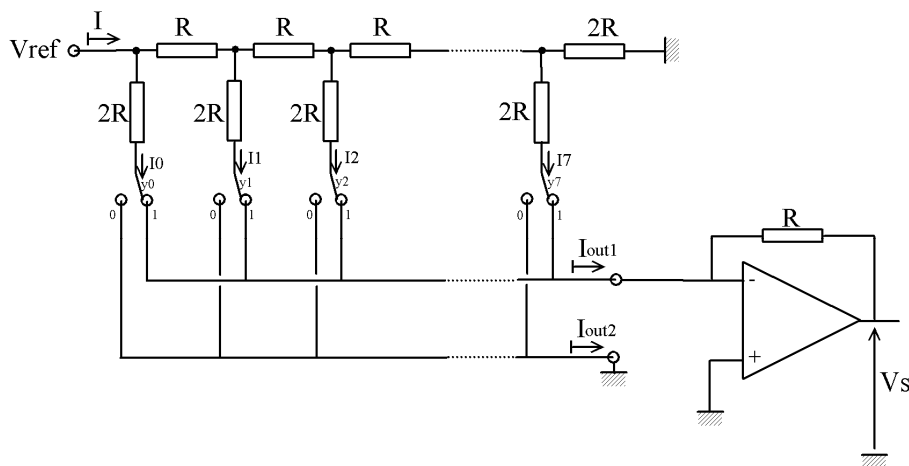 I R R R 2R
Vref
2R 2R 2R 2R
I0 I1 I2 I7
y0 y1 y2 y7
0 1 0 1 0 1 0 1
R
Iout1
-
Iout2
+
Vs